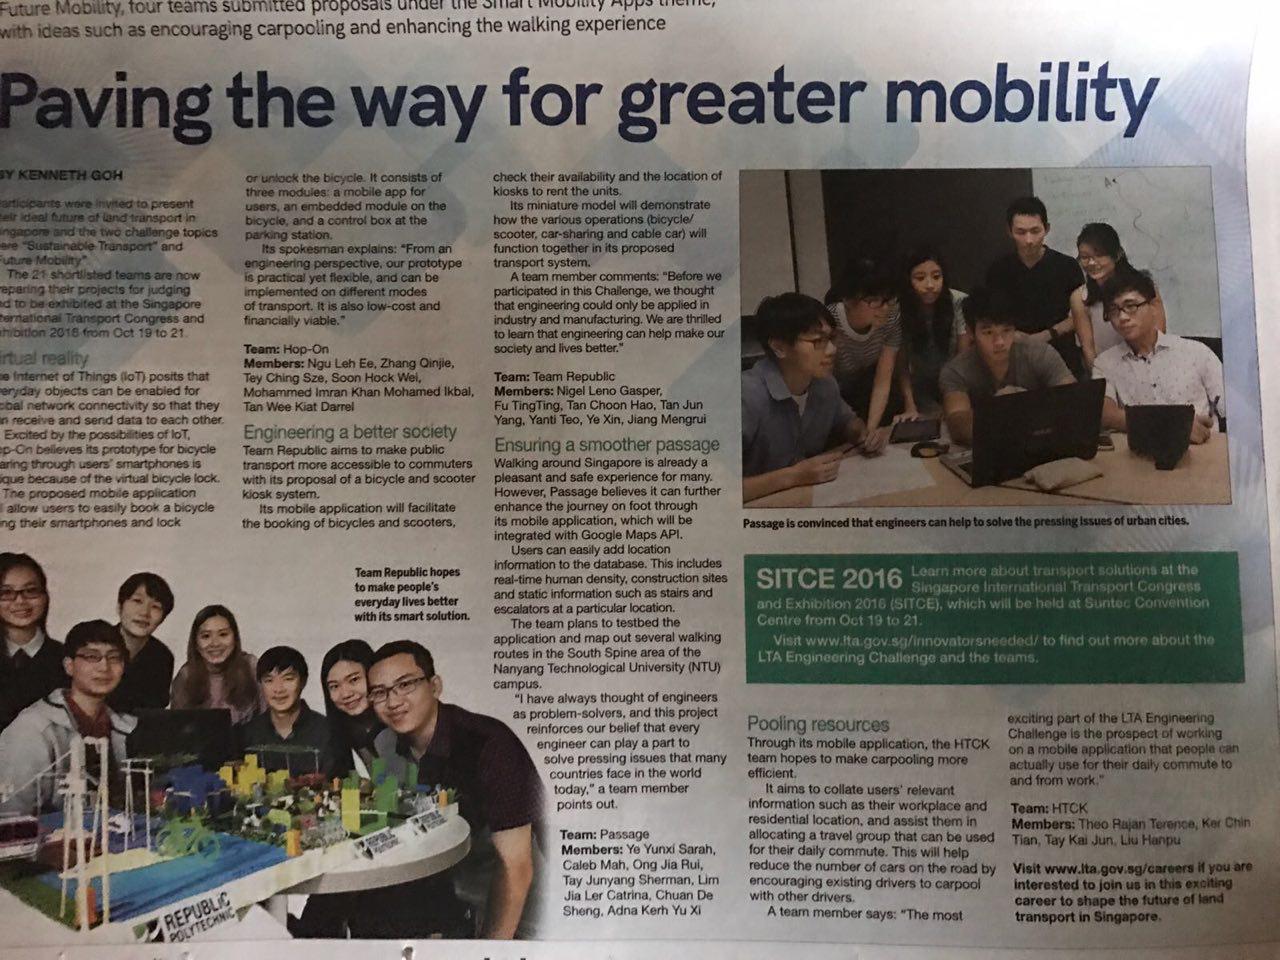 Future Mobility, four teams submitted proposals under the Smart Mobility Apps theme,
with ideas such as encouraging carpooling and enhancing the walking experience
Paving the way for greater mobility
BY KENNETH GOH
articipants were invited to present
eir ideal future of land transport in
ingapore and the two challenge topics
ere "Sustainable Transport" and
uture Mobility".
The 21 shortlisted teams are now
eparing their projects for judging
nd to be exhibited at the Singapore
ternational Transport Congress and
hibition 2016 from Oct 19 to 21.
irtual reality
e Internet of Things (IoT) posits that
eryday objects can be enabled for
obal network connectivity so that they
n receive and send data to each other.
Excited by the possibilities of IoT,
op-On believes its prototype for bicycle
aring through users' smartphones is
ique because of the virtual bicycle lock.
The proposed mobile application
l allow users to easily book a bicycle
ng their smartphones and lock
or unlock the bicycle. It consists of
three modules: a mobile app for
users, an embedded module on the
bicycle, and a control box at the
parking station.
Its spokesman explains: "From an
engineering perspective, our prototype
is practical yet flexible, and can be
implemented on different modes
of transport. It is also low-cost and
financially viable."
Team: Hop-On
Members: Ngu Leh Ee, Zhang Qinjie,
Tey Ching Sze, Soon Hock Wei,
Mohammed Imran Khan Mohamed Ikbal,
Tan Wee Kiat Darrel
Engineering a better society
Team Republic aims to make public
transport more accessible to commuters
with its proposal of a bicycle and scooter
kiosk system.
Its mobile application will facilitate
the booking of bicycles and scooters,
check their availability and the location of
kiosks to rent the units.
Its miniature model will demonstrate
how the various operations (bicycle/
scooter, car-sharing and cable car) will
function together in its proposed
transport system.
A team member comments: "Before we
participated in this Challenge, we thought
that engineering could only be applied in
industry and manufacturing. We are thrilled
to learn that engineering can help make our
society and lives better."
Team: Team Republic
Members: Nigel Leno Gasper,
Fu TingTing, Tan Choon Hao, Tan Jun
Yang, Yanti Teo, Ye Xin, Jiang Mengrui
Ensuring a smoother passage
Walking around Singapore is already a
pleasant and safe experience for many.
However, Passage believes it can further
enhance the journey on foot through
its mobile application, which will be
integrated with Google Maps API.
Users can easily add location
information to the database. This includes
real-time human density, construction sites
and static information such as stairs and
escalators at a particular location.
The team plans to testbed the
application and map out several walking
routes in the South Spine area of the
Nanyang Technological University (NTU)
campus.
"I have always thought of engineers
as problem-solvers, and this project
reinforces our belief that every
engineer can play a part to
solve pressing issues that many
countries face in the world
today," a team member
points out.
Team: Passage
Members: Ye Yunxi Sarah,
Caleb Mah, Ong Jia Rui,
Tay Junyang Sherman, Lim
Jia Ler Catrina, Chuan De
Sheng, Adna Kerh Yu Xi
Team Republic hopes
to make people's
everyday lives better
with its smart solution.
REPUBLIC
POLYTECHNIC
REPUBLIC
POLYTECHNIC
REPUBLIC
POLYTECHNIC
Passage is convinced that engineers can help to solve the pressing issues of urban cities.
SITCE 2016 Learn more about transport solutions at the
Singapore International Transport Congress
and Exhibition 2016 (SITCE), which will be held at Suntec Convention
Centre from Oct 19 to 21.
Visit www.lta.gov.sg/innovatorsneeded/ to find out more about the
LTA Engineering Challenge and the teams.
Pooling resources
Through its mobile application, the HTCK
team hopes to make carpooling more
efficient.
It aims to collate users' relevant
information such as their workplace and
residential location, and assist them in
allocating a travel group that can be used
for their daily commute. This will help
reduce the number of cars on the road by
encouraging existing drivers to carpool
with other drivers.
A team member says: "The most
exciting part of the LTA Engineering
Challenge is the prospect of working
on a mobile application that people can
actually use for their daily commute to
and from work."
Team: HTCK
Members: Theo Rajan Terence, Ker Chin
Tian, Tay Kai Jun, Liu Hanpu
Visit www.lta.gov.sg/careers if you are
interested to join us in this exciting
career to shape the future of land
transport in Singapore.